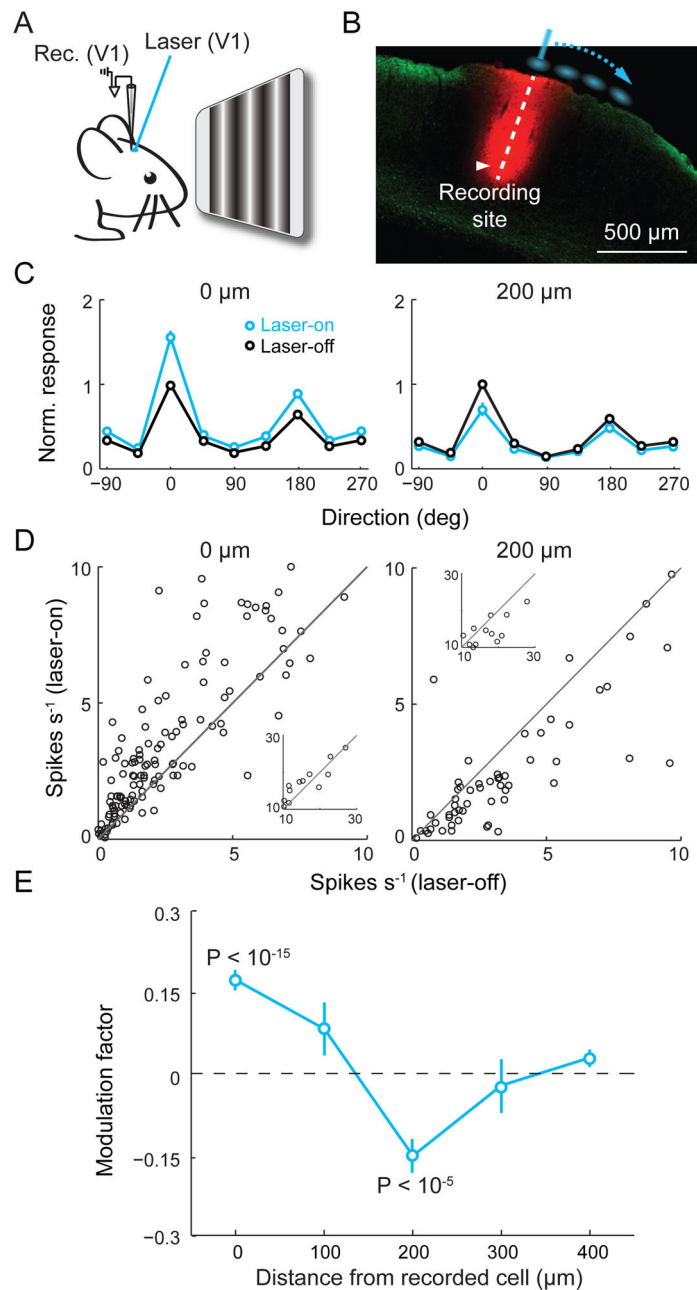 A
Rec. (V1)
Laser (V1)
B
Recording
site
500 μm
C
0 μm
200 μm
Norm. response
2
1
0
Laser-on
Laser-off
2
1
0
−90 0 90 180 270
−90 0 90 180 270
Direction (deg)
D
0 μm
200 μm
Spikes s⁻¹ (laser-on)
10
5
0
30
10
10 30
0 5 10
10
5
0
30
10
10 30
0 5 10
Spikes s⁻¹ (laser-off)
E
Modulation factor
0.3
0.15
0
−0.15
−0.3
P < 10⁻¹⁵
P < 10⁻⁵
0 100 200 300 400
Distance from recorded cell (μm)